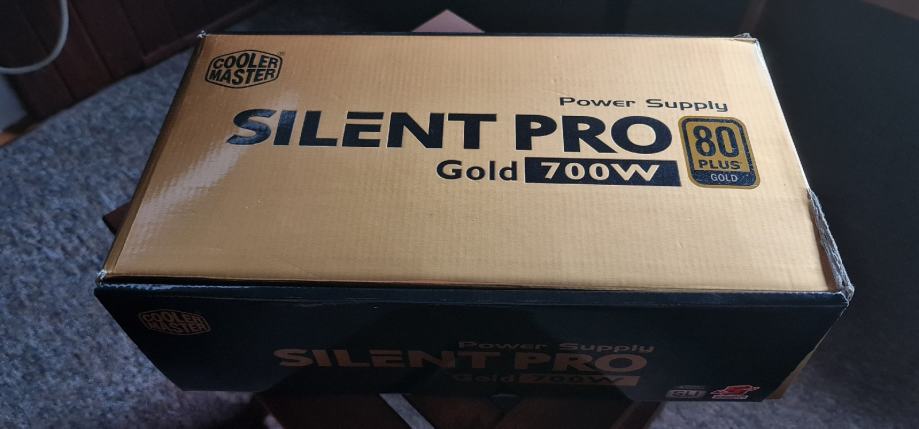 COOLER
MASTER
Power Supply
SILENT PRO
Gold 700W
80
PLUS
GOLD
COOLER
MASTER
Power Supply
SILENT PRO
Gold 700W
SLI